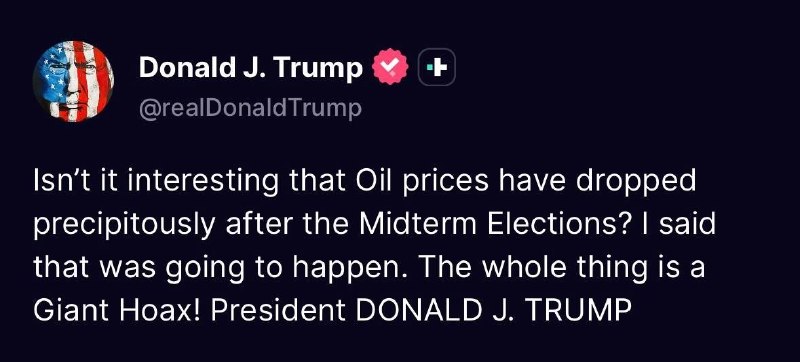 Donald J. Trump
@realDonaldTrump
Isn’t it interesting that Oil prices have dropped
precipitously after the Midterm Elections? I said
that was going to happen. The whole thing is a
Giant Hoax! President DONALD J. TRUMP